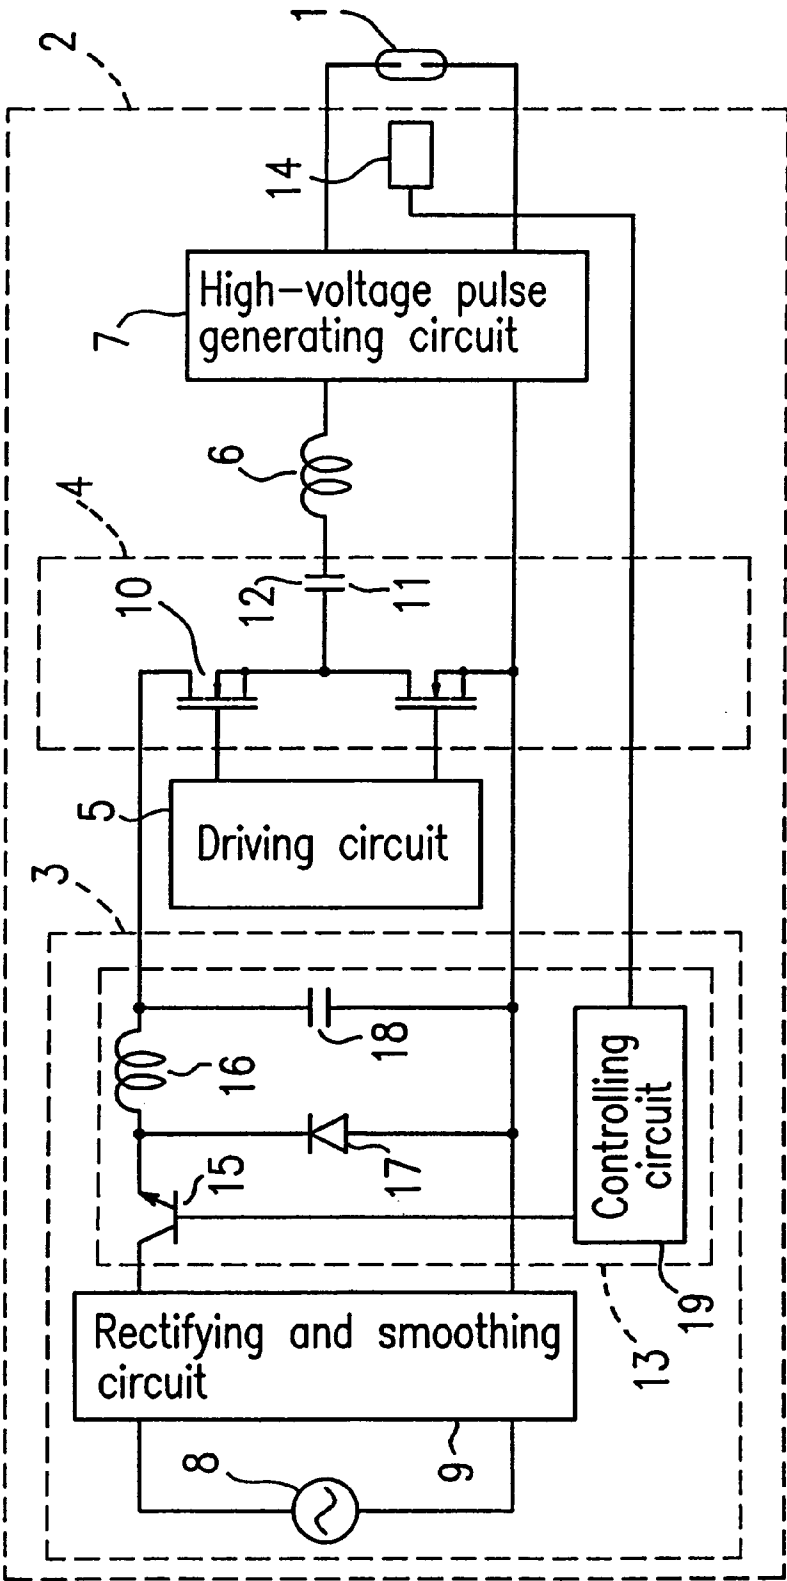 1
2
14
High-voltage pulse
generating circuit
7
6
4
10
12
11
5
Driving circuit
3
18
16
17
15
Controlling
circuit
19
13
Rectifying and smoothing
circuit
9
8